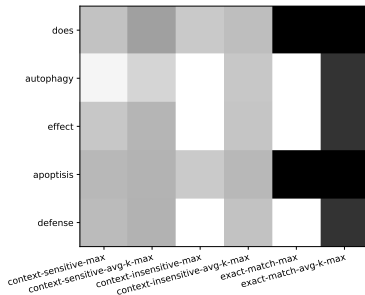 does
autophagy
effect
apoptisis
defense
context-sensitive-max
context-sensitive-avg-k-max
context-insensitive-max
context-insensitive-avg-k-max
exact-match-max
exact-match-avg-k-max